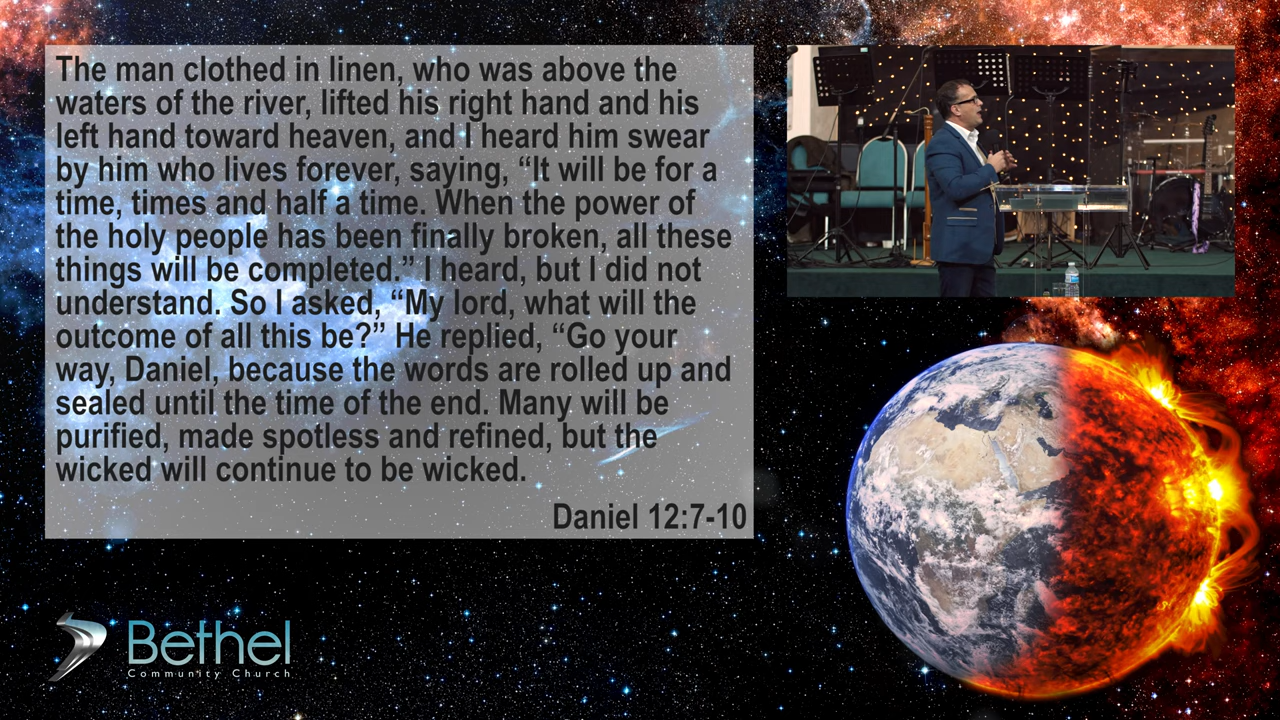 The man clothed in linen, who was above the
waters of the river, lifted his right hand and his
left hand toward heaven, and I heard him swear
by him who lives forever, saying, “It will be for a
time, times and half a time. When the power of
the holy people has been finally broken, all these
things will be completed.” I heard, but I did not
understand. So I asked, “My lord, what will the
outcome of all this be?” He replied, “Go your
way, Daniel, because the words are rolled up and
sealed until the time of the end. Many will be
purified, made spotless and refined, but the
wicked will continue to be wicked.
Daniel 12:7-10
Bethel
Community Church